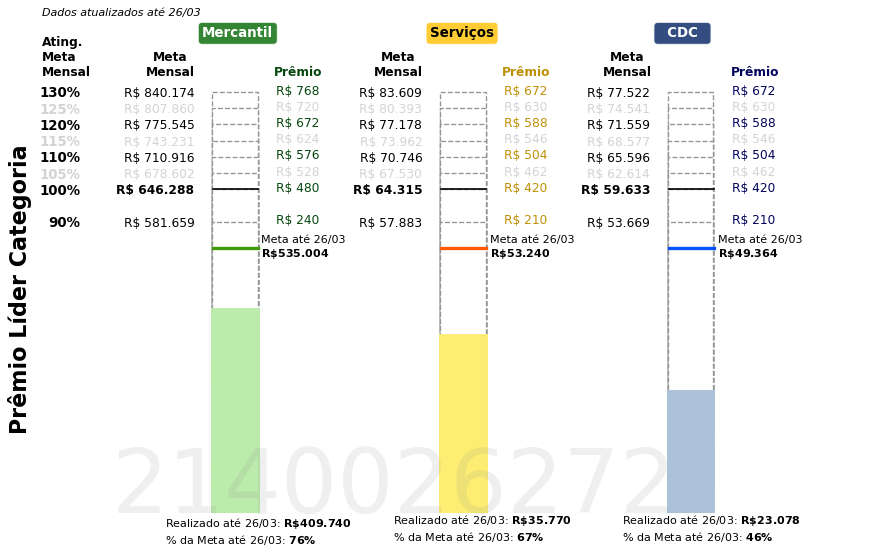 Dados atualizados até 26/03
Mercantil Serviços CDC
Ating. Meta Mensal Meta Mensal Prêmio Meta Mensal Prêmio Meta Mensal Prêmio
130% R$ 840.174 R$ 768 R$ 83.609 R$ 672 R$ 77.522 R$ 672
125% R$ 807.860 R$ 720 R$ 80.393 R$ 630 R$ 74.541 R$ 630
120% R$ 775.545 R$ 672 R$ 77.178 R$ 588 R$ 71.559 R$ 588
115% R$ 743.231 R$ 624 R$ 73.962 R$ 546 R$ 68.577 R$ 546
110% R$ 710.916 R$ 576 R$ 70.746 R$ 504 R$ 65.596 R$ 504
105% R$ 678.602 R$ 528 R$ 67.530 R$ 462 R$ 62.614 R$ 462
100% R$ 646.288 R$ 480 R$ 64.315 R$ 420 R$ 59.633 R$ 420
90% R$ 581.659 R$ 240 R$ 57.883 R$ 210 R$ 53.669 R$ 210
Meta até 26/03 Meta até 26/03 Meta até 26/03
R$535.004 R$53.240 R$49.364
Prêmio Líder Categoria
2140026272
Realizado até 26/03: R$409.740 Realizado até 26/03: R$35.770 Realizado até 26/03: R$23.078
% da Meta até 26/03: 76% % da Meta até 26/03: 67% % da Meta até 26/03: 46%